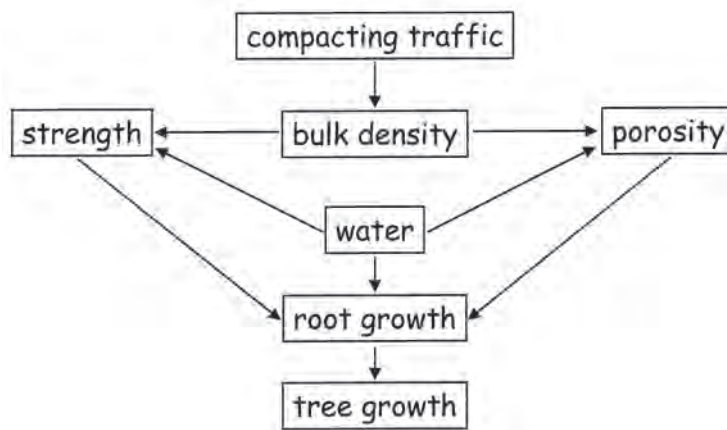 compacting traffic
strength
bulk density
porosity
water
root growth
tree growth